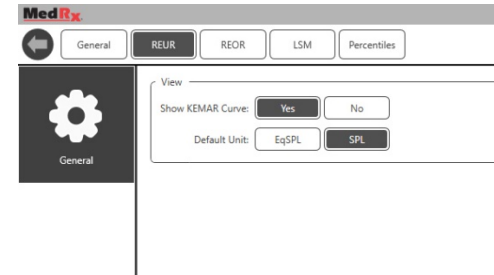 MedRx
General REUR REOR LSM Percentiles
View
Show KEMAR Curve: Yes No
Default Unit: EqSPL SPL
General